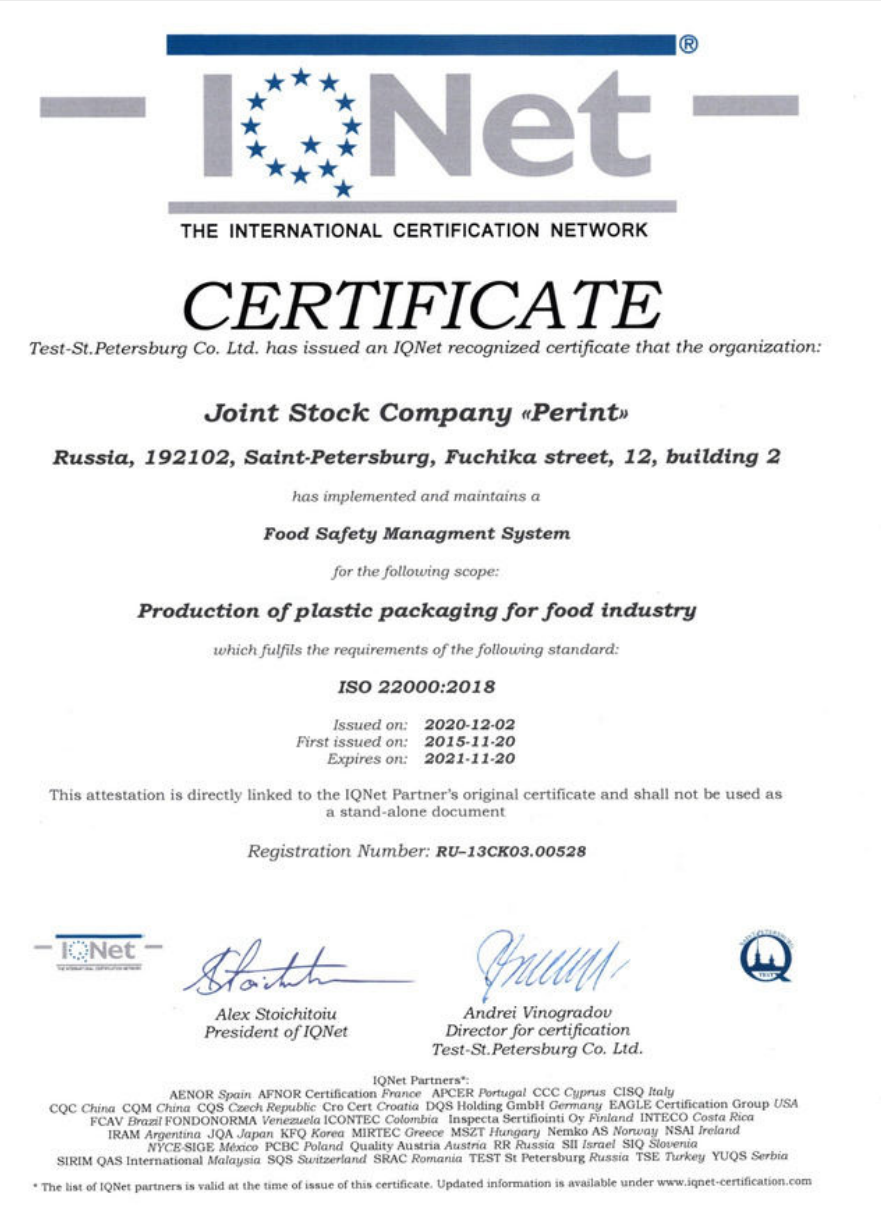 IQNet®
THE INTERNATIONAL CERTIFICATION NETWORK
CERTIFICATE
Test-St.Petersburg Co. Ltd. has issued an IQNet recognized certificate that the organization:
Joint Stock Company «Perint»
Russia, 192102, Saint-Petersburg, Fuchika street, 12, building 2
has implemented and maintains a
Food Safety Managment System
for the following scope:
Production of plastic packaging for food industry
which fulfils the requirements of the following standard:
ISO 22000:2018
Issued on: 2020-12-02
First issued on: 2015-11-20
Expires on: 2021-11-20
This attestation is directly linked to the IQNet Partner's original certificate and shall not be used as
a stand-alone document
Registration Number: RU–13CK03.00528
IQNet
THE INTERNATIONAL CERTIFICATION NETWORK
Alex Stoichitoiu
President of IQNet
Andrei Vinogradov
Director for certification
Test-St.Petersburg Co. Ltd.
TEST
IQNet Partners*:
AENOR Spain AFNOR Certification France APCER Portugal CCC Cyprus CISQ Italy
CQC China CQM China CQS Czech Republic Cro Cert Croatia DQS Holding GmbH Germany EAGLE Certification Group USA
FCAV Brazil FONDONORMA Venezuela ICONTEC Colombia Inspecta Sertifiointi Oy Finland INTECO Costa Rica
IRAM Argentina JQA Japan KFQ Korea MIRTEC Greece MSZT Hungary Nemko AS Norway NSAI Ireland
NYCE-SIGE México PCBC Poland Quality Austria Austria RR Russia SII Israel SIQ Slovenia
SIRIM QAS International Malaysia SQS Switzerland SRAC Romania TEST St Petersburg Russia TSE Turkey YUQS Serbia
* The list of IQNet partners is valid at the time of issue of this certificate. Updated information is available under www.iqnet-certification.com